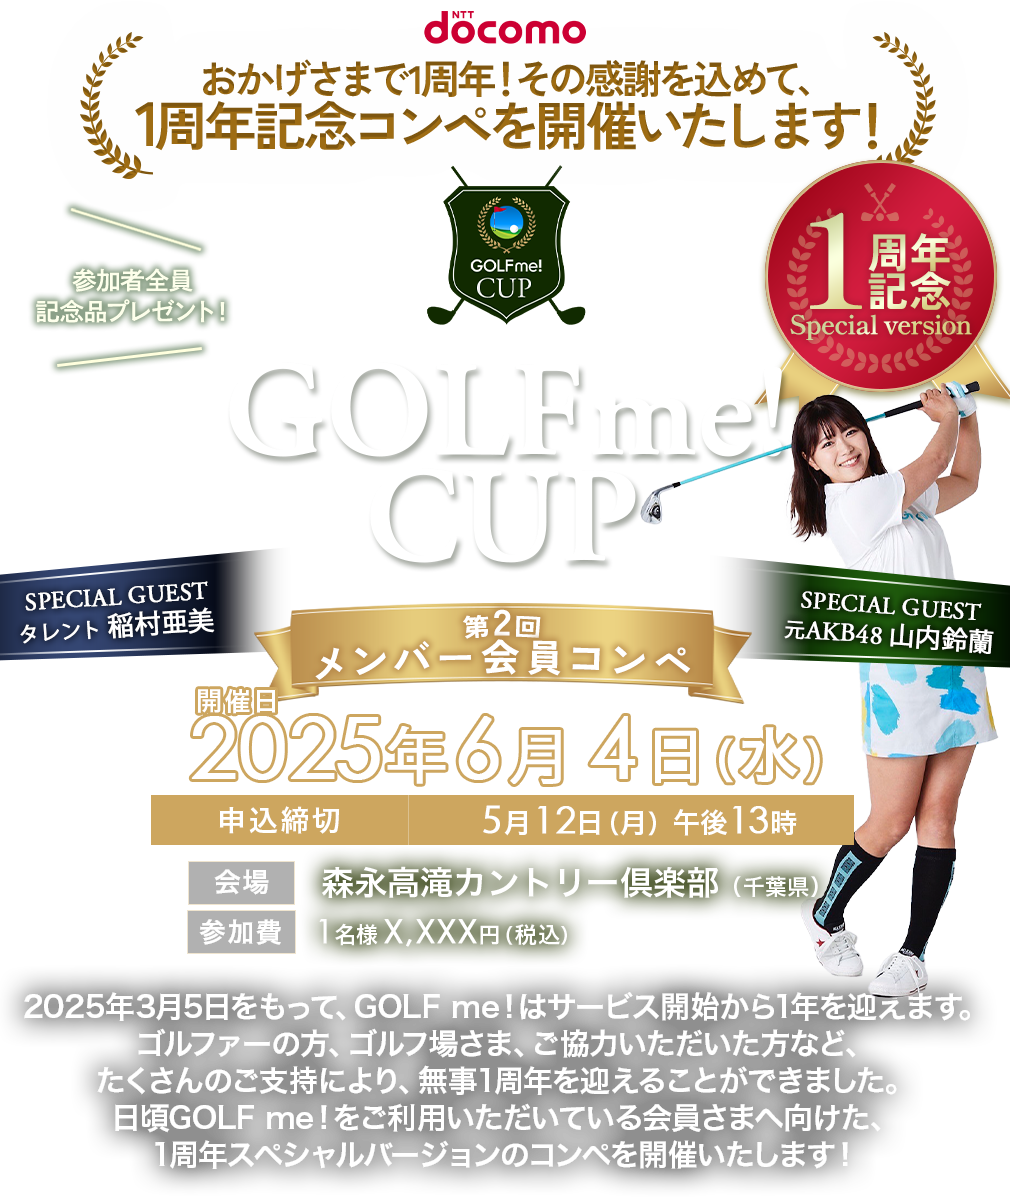 NTT
docomo
おかげさまで1周年！その感謝を込めて、
1周年記念コンペを開催いたします！
参加者全員
記念品プレゼント！
GOLFme!
CUP
1周年
記念
Special version
GOLFme!
CUP
SPECIAL GUEST
タレント 稲村亜美
SPECIAL GUEST
元AKB48 山内鈴蘭
第2回
メンバー会員コンペ
開催日
2025年6月4日(水)
申込締切 5月12日(月) 午後13時
会場 森永高滝カントリー倶楽部（千葉県）
参加費 1名様 X,XXX円(税込)
2025年3月5日をもって、GOLF me！はサービス開始から1年を迎えます。
ゴルファーの方、ゴルフ場さま、ご協力いただいた方など、
たくさんのご支持により、無事1周年を迎えることができました。
日頃GOLF me！をご利用いただいている会員さまへ向けた、
1周年スペシャルバージョンのコンペを開催いたします！